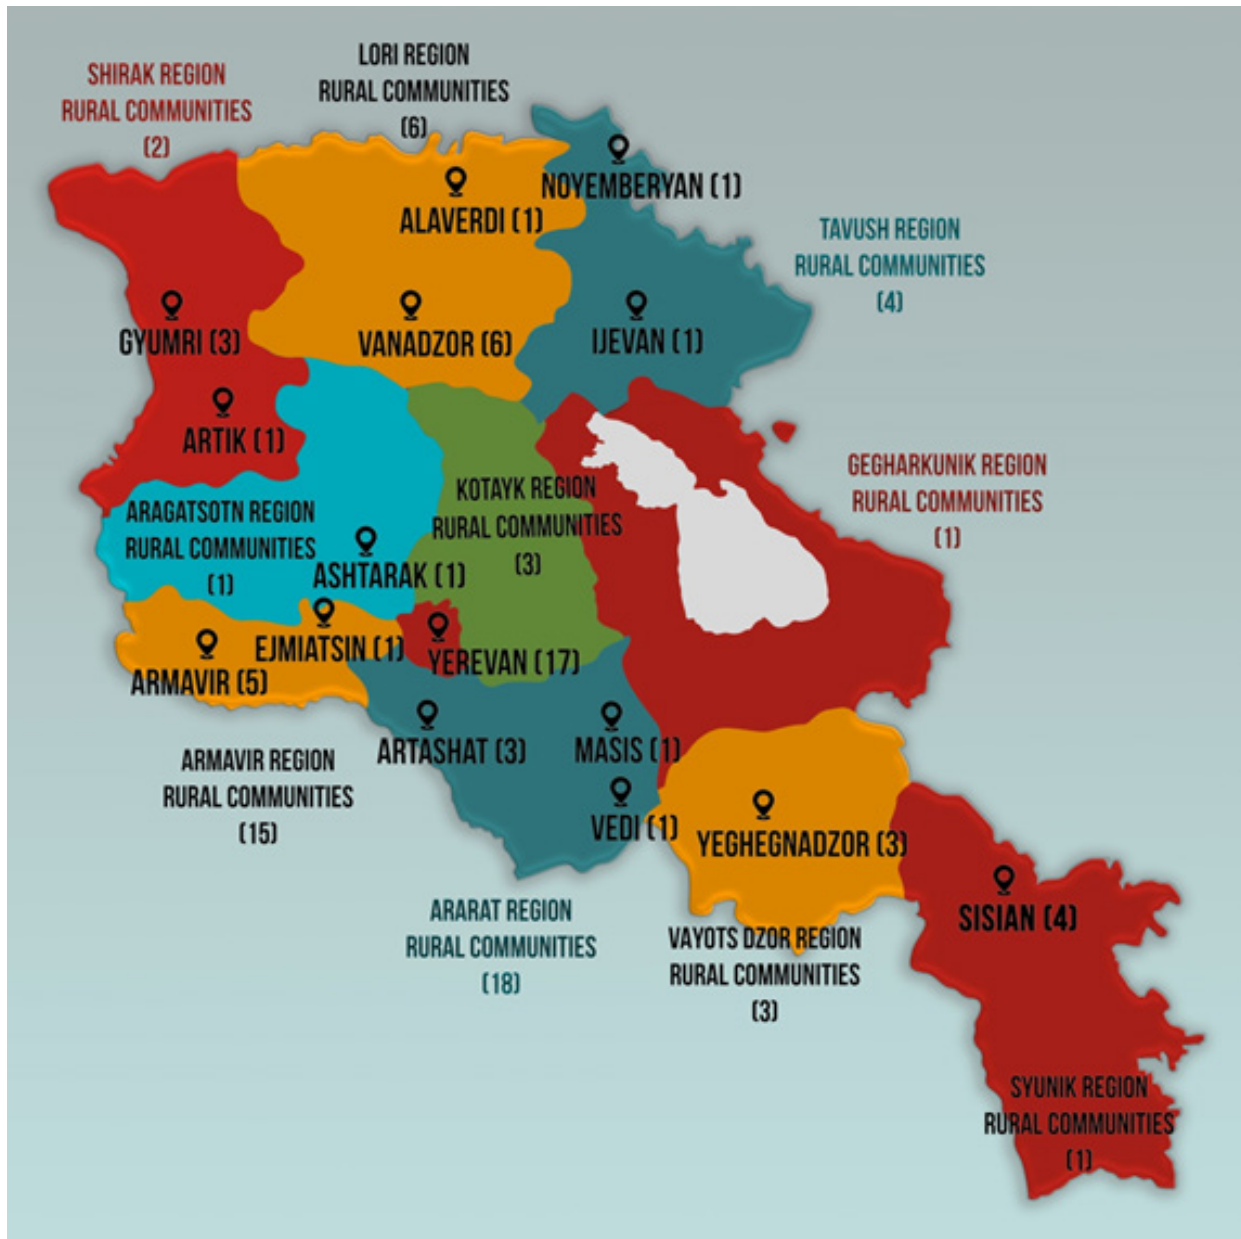 LORI REGION
RURAL COMMUNITIES
(6)
SHIRAK REGION
RURAL COMMUNITIES
(2)
NOYEMBERYAN (1)
ALAVERDI (1)
TAVUSH REGION
RURAL COMMUNITIES
(4)
GYUMRI (3)
VANADZOR (6)
IJEVAN (1)
ARTIK (1)
GEGHARKUNIK REGION
RURAL COMMUNITIES
(1)
KOTAYK REGION
RURAL COMMUNITIES
(3)
ARAGATSOTN REGION
RURAL COMMUNITIES
(1)
ASHTARAK (1)
EJMIATSIN (1)
YEREVAN (17)
ARMAVIR (5)
ARTASHAT (3)
MASIS (1)
ARMAVIR REGION
RURAL COMMUNITIES
(15)
VEDI (1)
YEGHEGNADZOR (3)
SISIAN (4)
ARARAT REGION
RURAL COMMUNITIES
(18)
VAYOTS DZOR REGION
RURAL COMMUNITIES
(3)
SYUNIK REGION
RURAL COMMUNITIES
(1)